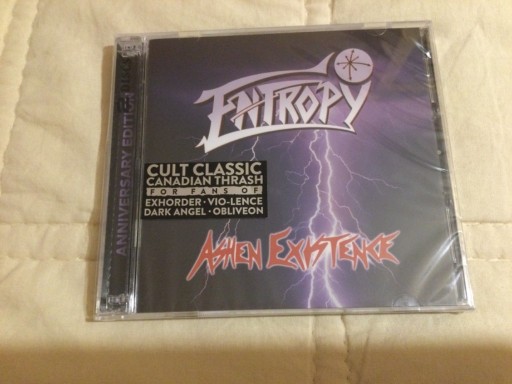 ENTROPY
CULT CLASSIC
CANADIAN THRASH
FOR FANS OF
EXHORDER · VIO-LENCE
DARK ANGEL · OBLIVEON
ASHEN EXISTENCE
ANNIVERSARY EDITION